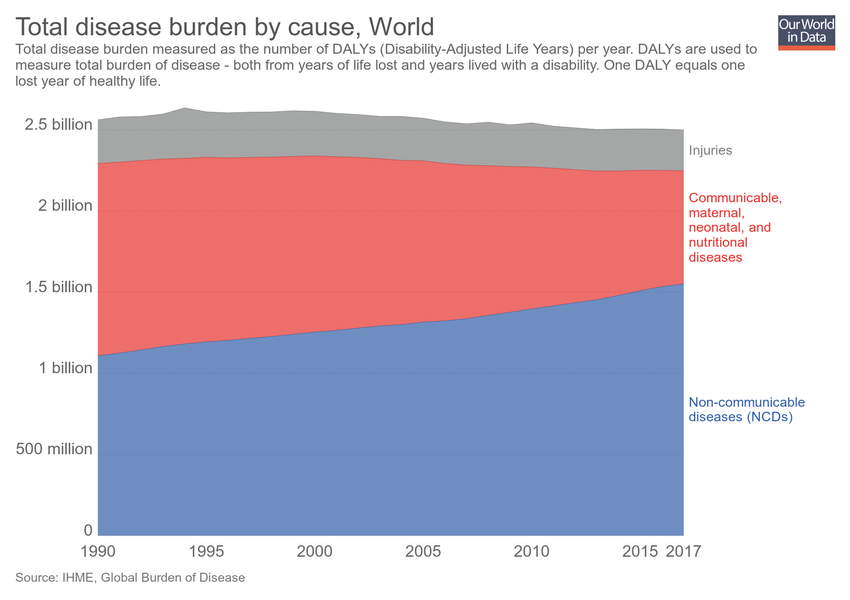 Total disease burden by cause, World
Our World
in Data
Total disease burden measured as the number of DALYs (Disability-Adjusted Life Years) per year. DALYs are used to
measure total burden of disease - both from years of life lost and years lived with a disability. One DALY equals one
lost year of healthy life.
2.5 billion
2 billion
1.5 billion
1 billion
500 million
0
Injuries
Communicable,
maternal,
neonatal, and
nutritional
diseases
Non-communicable
diseases (NCDs)
1990 1995 2000 2005 2010 2015 2017
Source: IHME, Global Burden of Disease